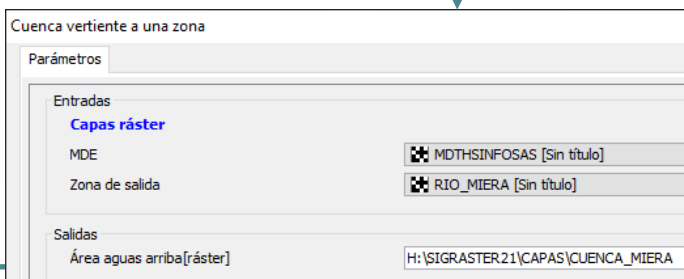 Cuenca vertiente a una zona
Parámetros
Entradas
Capas ráster
MDE MDTHSINFOSAS [Sin título]
Zona de salida RIO_MIERA [Sin título]
Salidas
Área aguas arriba[ráster] H:\SIGRASTER21\CAPAS\CUENCA_MIERA